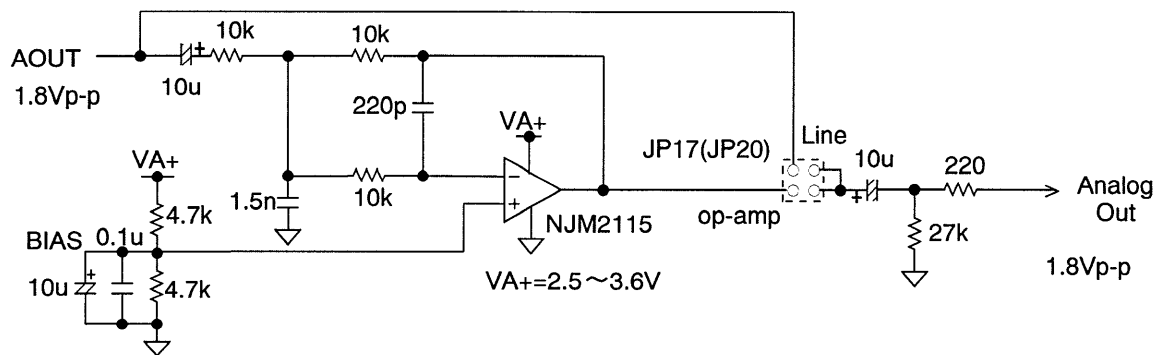 10k
10k
AOUT
10u
+
1.8Vp-p
220p
VA+
JP17(JP20)
Line
10u
220
VA+
10k
−
+
1.5n
4.7k
NJM2115
op-amp
+
Analog
Out
BIAS
0.1u
27k
10u
+
4.7k
VA+=2.5～3.6V
1.8Vp-p